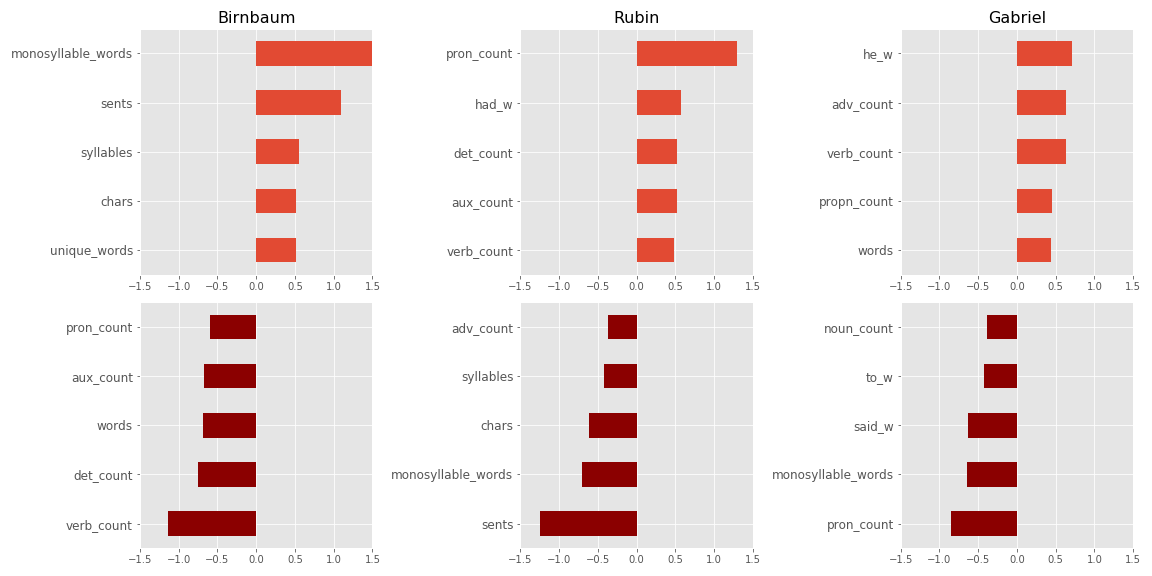 Birnbaum
monosyllable_words
sents
syllables
chars
unique_words
−1.5 −1.0 −0.5 0.0 0.5 1.0 1.5
Rubin
pron_count
had_w
det_count
aux_count
verb_count
−1.5 −1.0 −0.5 0.0 0.5 1.0 1.5
Gabriel
he_w
adv_count
verb_count
propn_count
words
−1.5 −1.0 −0.5 0.0 0.5 1.0 1.5
pron_count
aux_count
words
det_count
verb_count
−1.5 −1.0 −0.5 0.0 0.5 1.0 1.5
adv_count
syllables
chars
monosyllable_words
sents
−1.5 −1.0 −0.5 0.0 0.5 1.0 1.5
noun_count
to_w
said_w
monosyllable_words
pron_count
−1.5 −1.0 −0.5 0.0 0.5 1.0 1.5